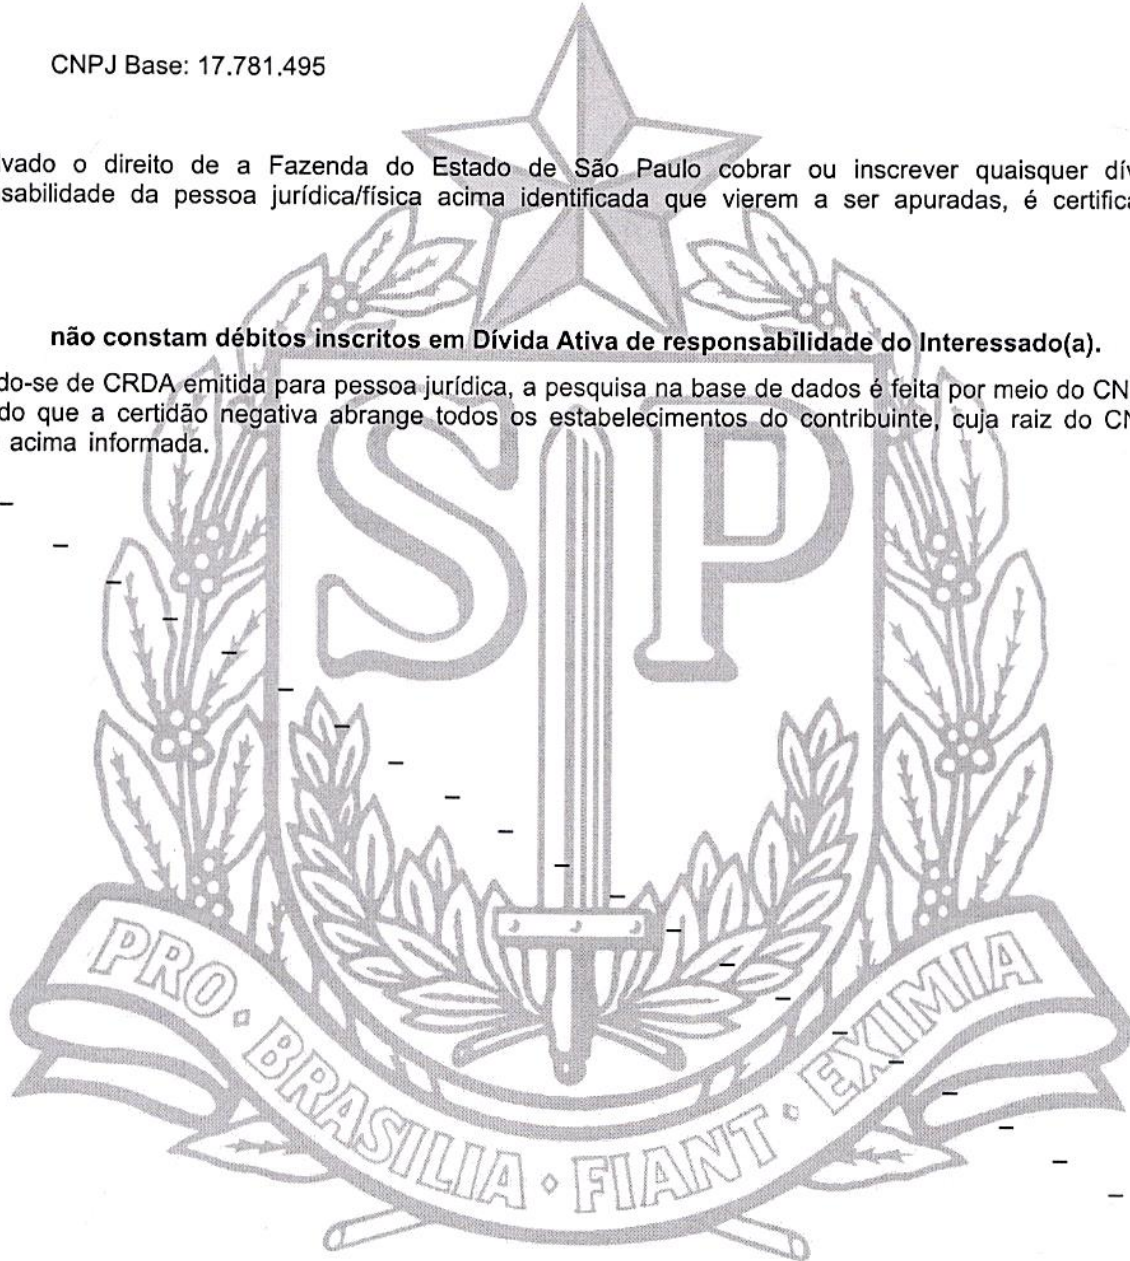 CNPJ Base: 17.781.495
vado o direito de a Fazenda do Estado de São Paulo cobrar ou inscrever quaisquer dív
sabilidade da pessoa jurídica/física acima identificada que vierem a ser apuradas, é certifica
não constam débitos inscritos em Dívida Ativa de responsabilidade do Interessado(a).
do-se de CRDA emitida para pessoa jurídica, a pesquisa na base de dados é feita por meio do CN
do que a certidão negativa abrange todos os estabelecimentos do contribuinte, cuja raiz do CN
acima informada.
SP
PRO · BRASILIA · FIANT · EXIMIA